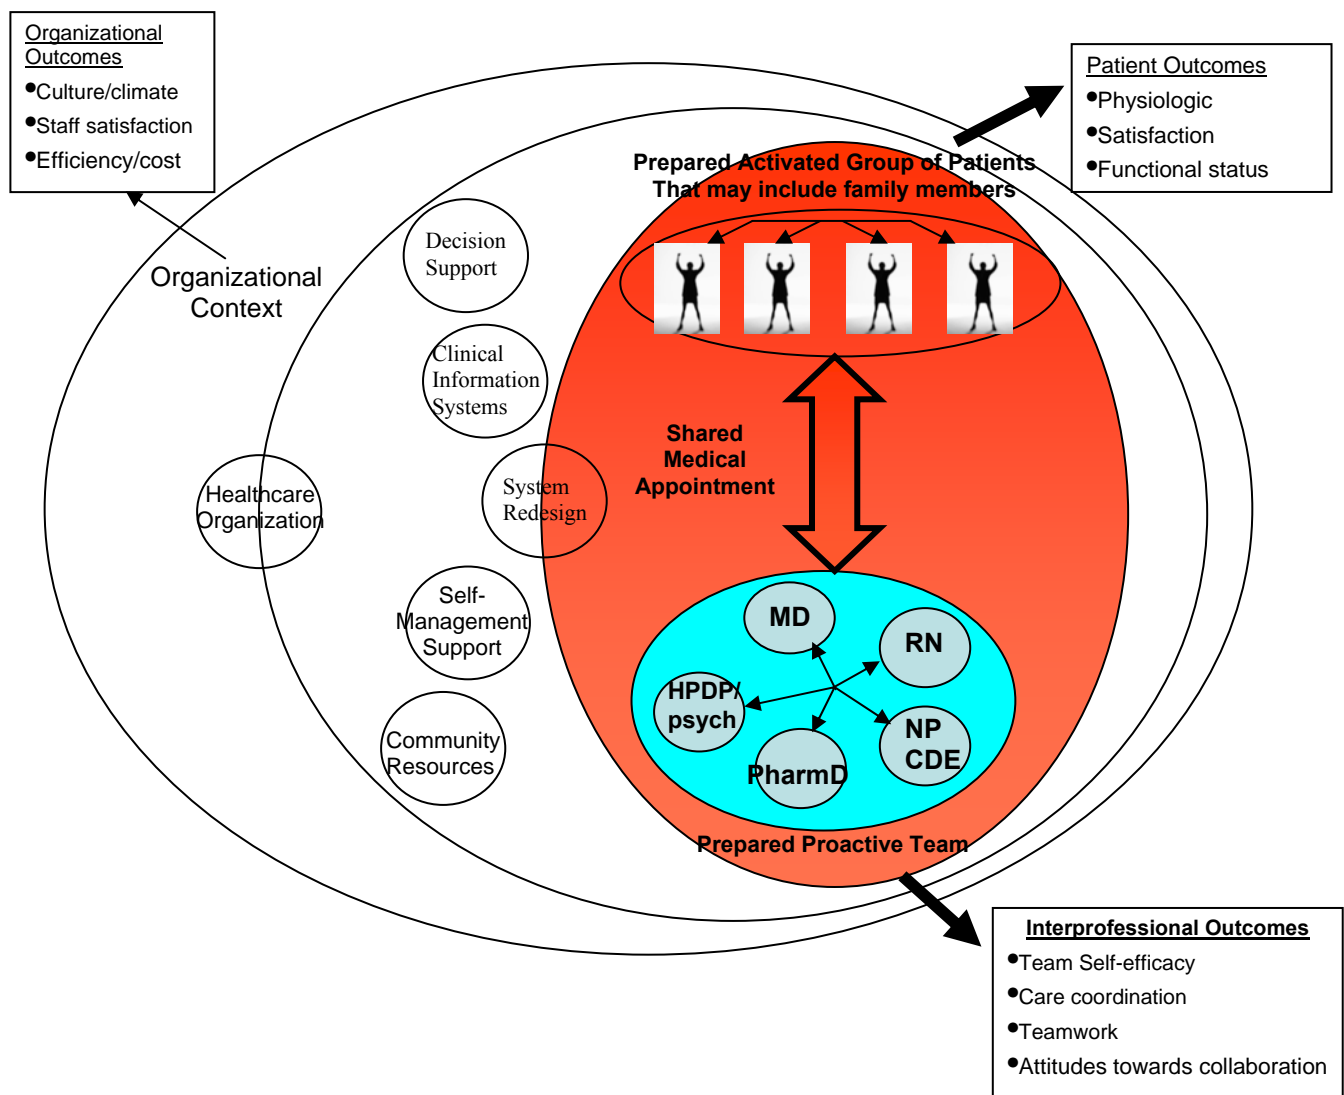 Organizational
Outcomes
•Culture/climate
•Staff satisfaction
•Efficiency/cost
Patient Outcomes
•Physiologic
•Satisfaction
•Functional status
Prepared Activated Group of Patients
That may include family members
Organizational
Context
Decision
Support
Clinical
Information
Systems
System
Redesign
Healthcare
Organization
Self-
Management
Support
Community
Resources
Shared
Medical
Appointment
MD
RN
HPDP/
psych
NP
CDE
PharmD
Prepared Proactive Team
Interprofessional Outcomes
•Team Self-efficacy
•Care coordination
•Teamwork
•Attitudes towards collaboration